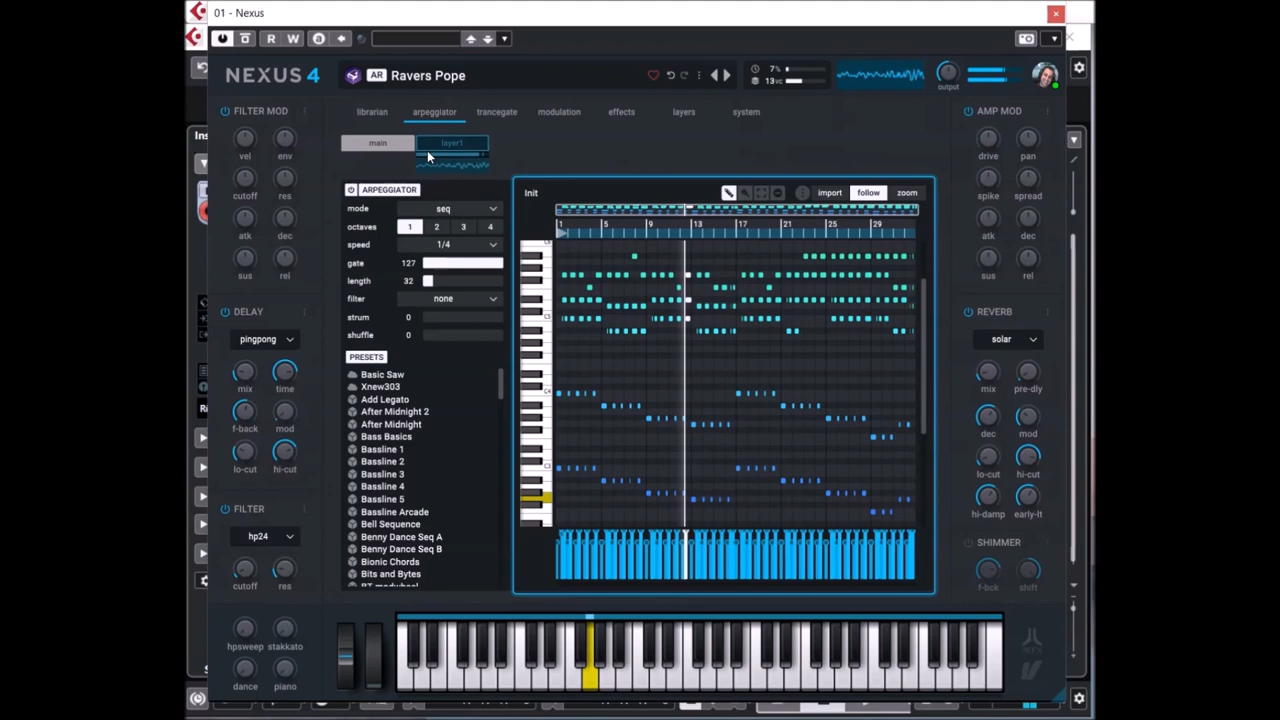 01 - Nexus
R W
NEXUS 4
AR Ravers Pope
7%
13vc
output
FILTER MOD
librarian arpeggiator trancegate modulation effects layers system
AMP MOD
main layer1
vel env
drive pan
cutoff res
spike spread
atk dec
atk dec
sus rel
sus rel
ARPEGGIATOR
mode seq
octaves 1 2 3 4
speed 1/4
gate 127
length 32
filter none
strum 0
shuffle 0
Init
import follow zoom
1 5 9 13 17 21 25 29
C5
C4
C3
PRESETS
Basic Saw
Xnew303
Add Legato
After Midnight 2
After Midnight
Bass Basics
Bassline 1
Bassline 2
Bassline 3
Bassline 4
Bassline 5
Bassline Arcade
Bell Sequence
Benny Dance Seq A
Benny Dance Seq B
Bionic Chords
Bits and Bytes
DELAY
pingpong
mix time
f-back mod
lo-cut hi-cut
FILTER
hp24
cutoff res
hpsweep stakkato
dance piano
REVERB
solar
mix pre-dly
dec mod
lo-cut hi-cut
hi-damp early-lt
SHIMMER
f-bck shift
Ins